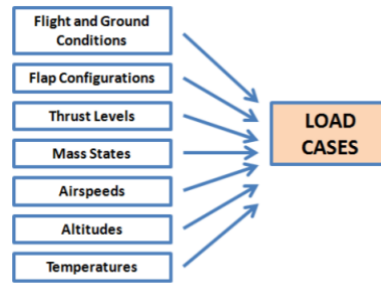 Flight and Ground
Conditions
Flap Configurations
Thrust Levels
Mass States
Airspeeds
Altitudes
Temperatures
LOAD
CASES